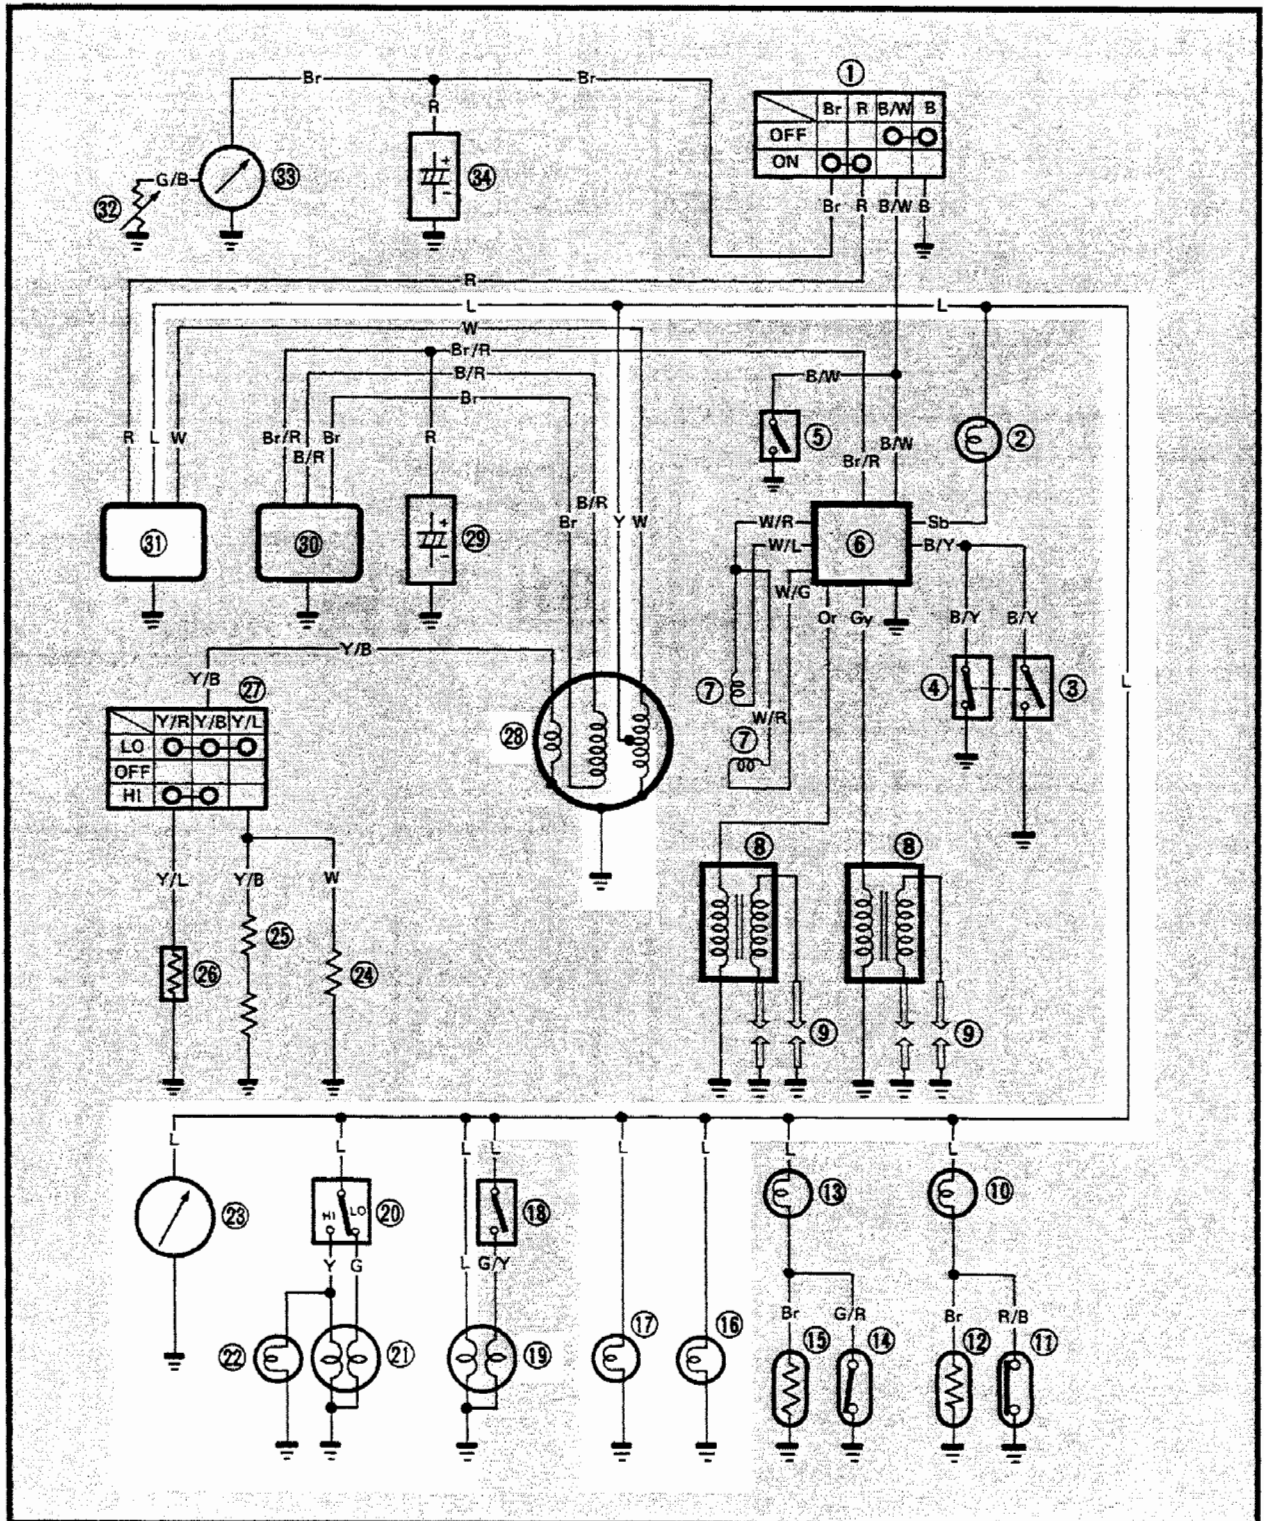 ①
Br Br
Br R B/W B
OFF
ON
R
㉞
G/B
㉝
㉜
Br R B/W B
R
L L
W
Br/R
B/R
Br
B/W
R L W Br/R B/R Br R
⑤
②
Br/R
B/W
Br B/R Y W
W/R
Sb
㉛ ㉚ ㉙
⑥
W/L
B/Y
W/G
Or Gy
B/Y B/Y
Y/B
Y/B
㉗
④ ③
L
⑦
Y/R Y/B Y/L
LO
OFF
HI
W/R
㉘
⑦
⑧ ⑧
Y/L Y/B W
㉕
㉖ ㉔
⑨ ⑨
L L L L L L L L
㉓
HI LO
⑳ ⑱ ⑬ ⑩
Y G L G/Y
Br G/R Br R/B
㉒ ㉑ ⑲ ⑰ ⑯ ⑮ ⑭ ⑫ ⑪